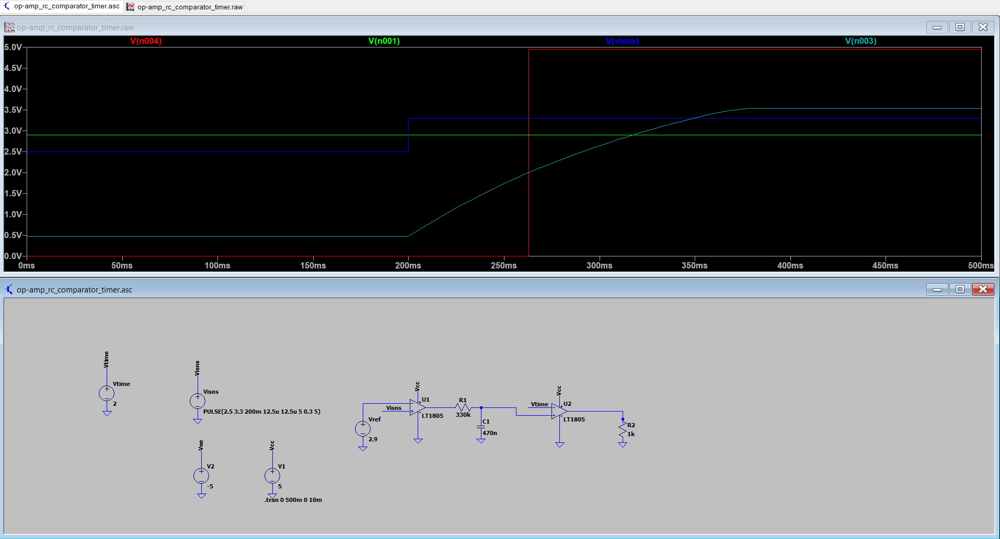 op-amp_rc_comparator_timer.asc
op-amp_rc_comparator_timer.raw
op-amp_rc_comparator_timer.raw
V(n004)
V(n001)
V(visns)
V(n003)
5.0V
4.5V
4.0V
3.5V
3.0V
2.5V
2.0V
1.5V
1.0V
0.5V
0.0V
0ms
50ms
100ms
150ms
200ms
250ms
300ms
350ms
400ms
450ms
500ms
op-amp_rc_comparator_timer.asc
Vtime
Vtime
2
Visns
Visns
PULSE(2.5 3.3 200m 12.5u 12.5u 5 0.3 5)
Vee
V2
-5
Vcc
V1
5
.tran 0 500m 0 10m
Vref
2.9
Visns
Vcc
U1
LT1805
R1
330k
C1
470n
Vtime
Vcc
U2
LT1805
R2
1k